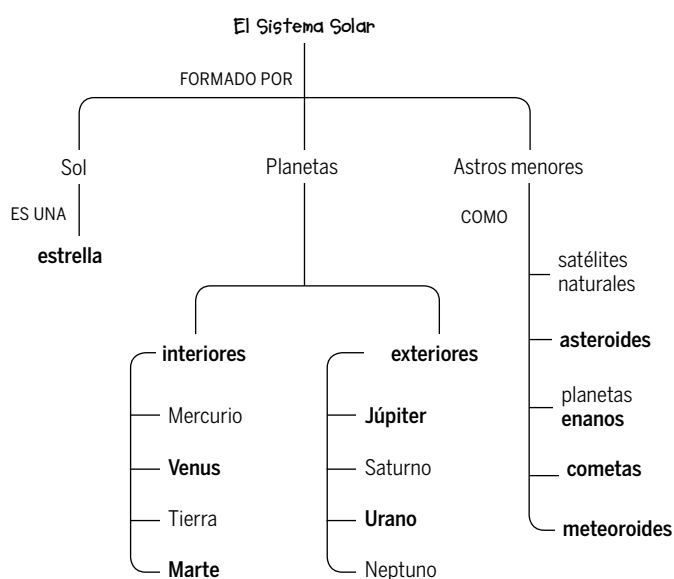 El Sistema Solar
FORMADO POR
Sol
Planetas
Astros menores
ES UNA
COMO
estrella
satélites
naturales
asteroides
planetas
enanos
cometas
meteoroides
interiores
Mercurio
Venus
Tierra
Marte
exteriores
Júpiter
Saturno
Urano
Neptuno